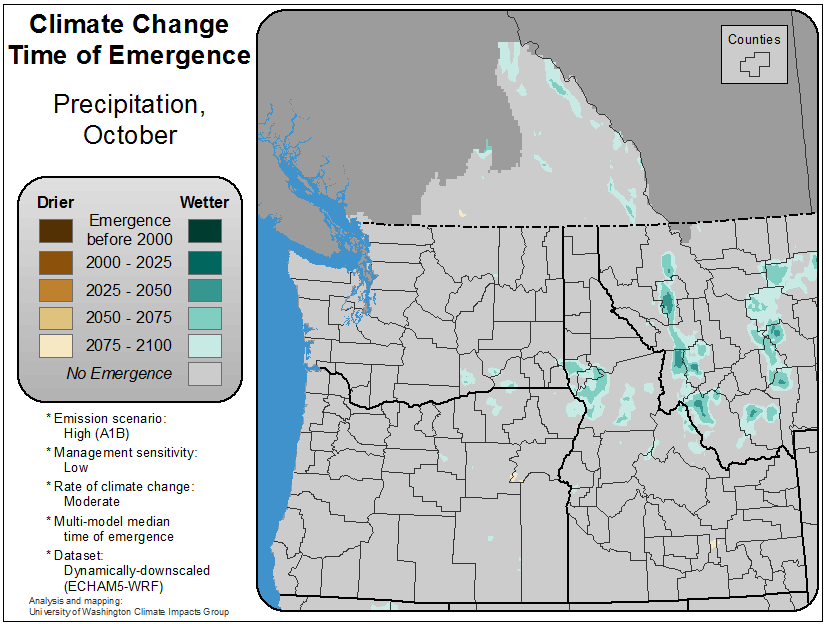 Climate Change
Time of Emergence
Precipitation,
October
Drier
Wetter
Emergence
before 2000
2000 - 2025
2025 - 2050
2050 - 2075
2075 - 2100
No Emergence
* Emission scenario:
High (A1B)
* Management sensitivity:
Low
* Rate of climate change:
Moderate
* Multi-model median
time of emergence
* Dataset:
Dynamically-downscaled
(ECHAM5-WRF)
Analysis and mapping:
University of Washington Climate Impacts Group
Counties